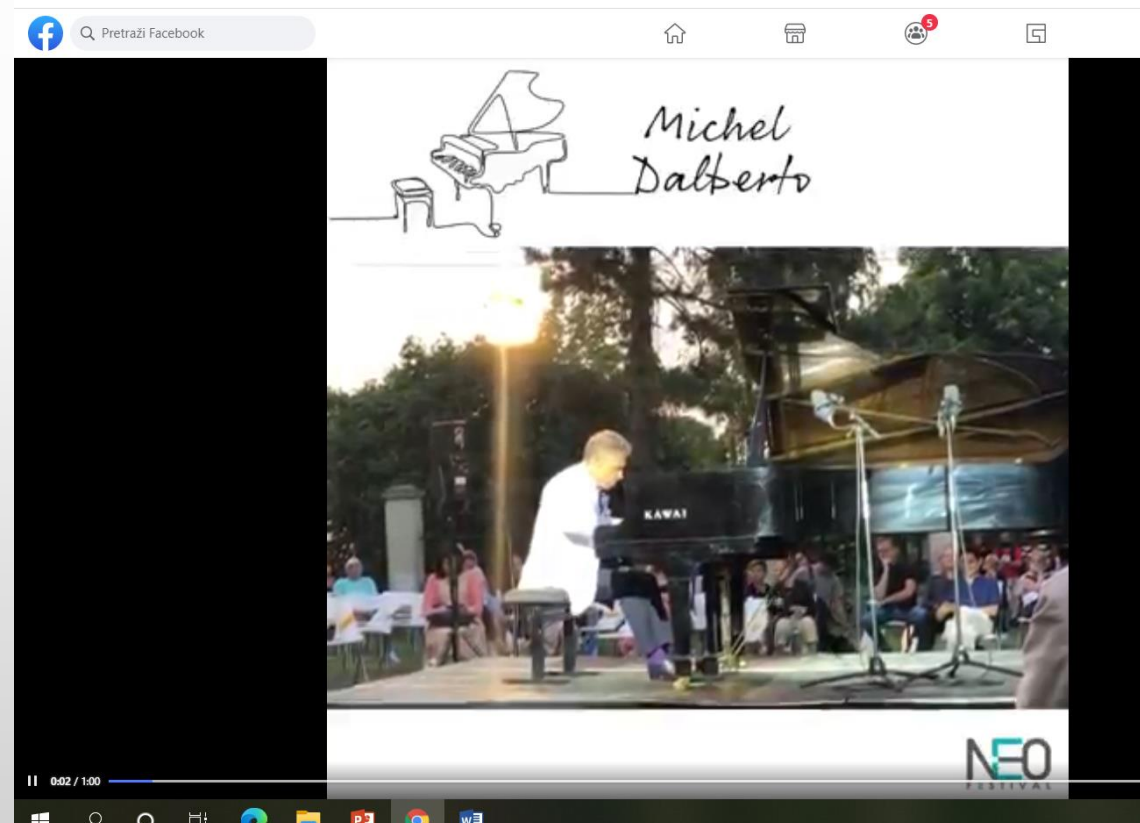 Pretraži Facebook
5
Michel
Dalberto
KAWAI
NEO
FESTIVAL
0:02 / 1:00